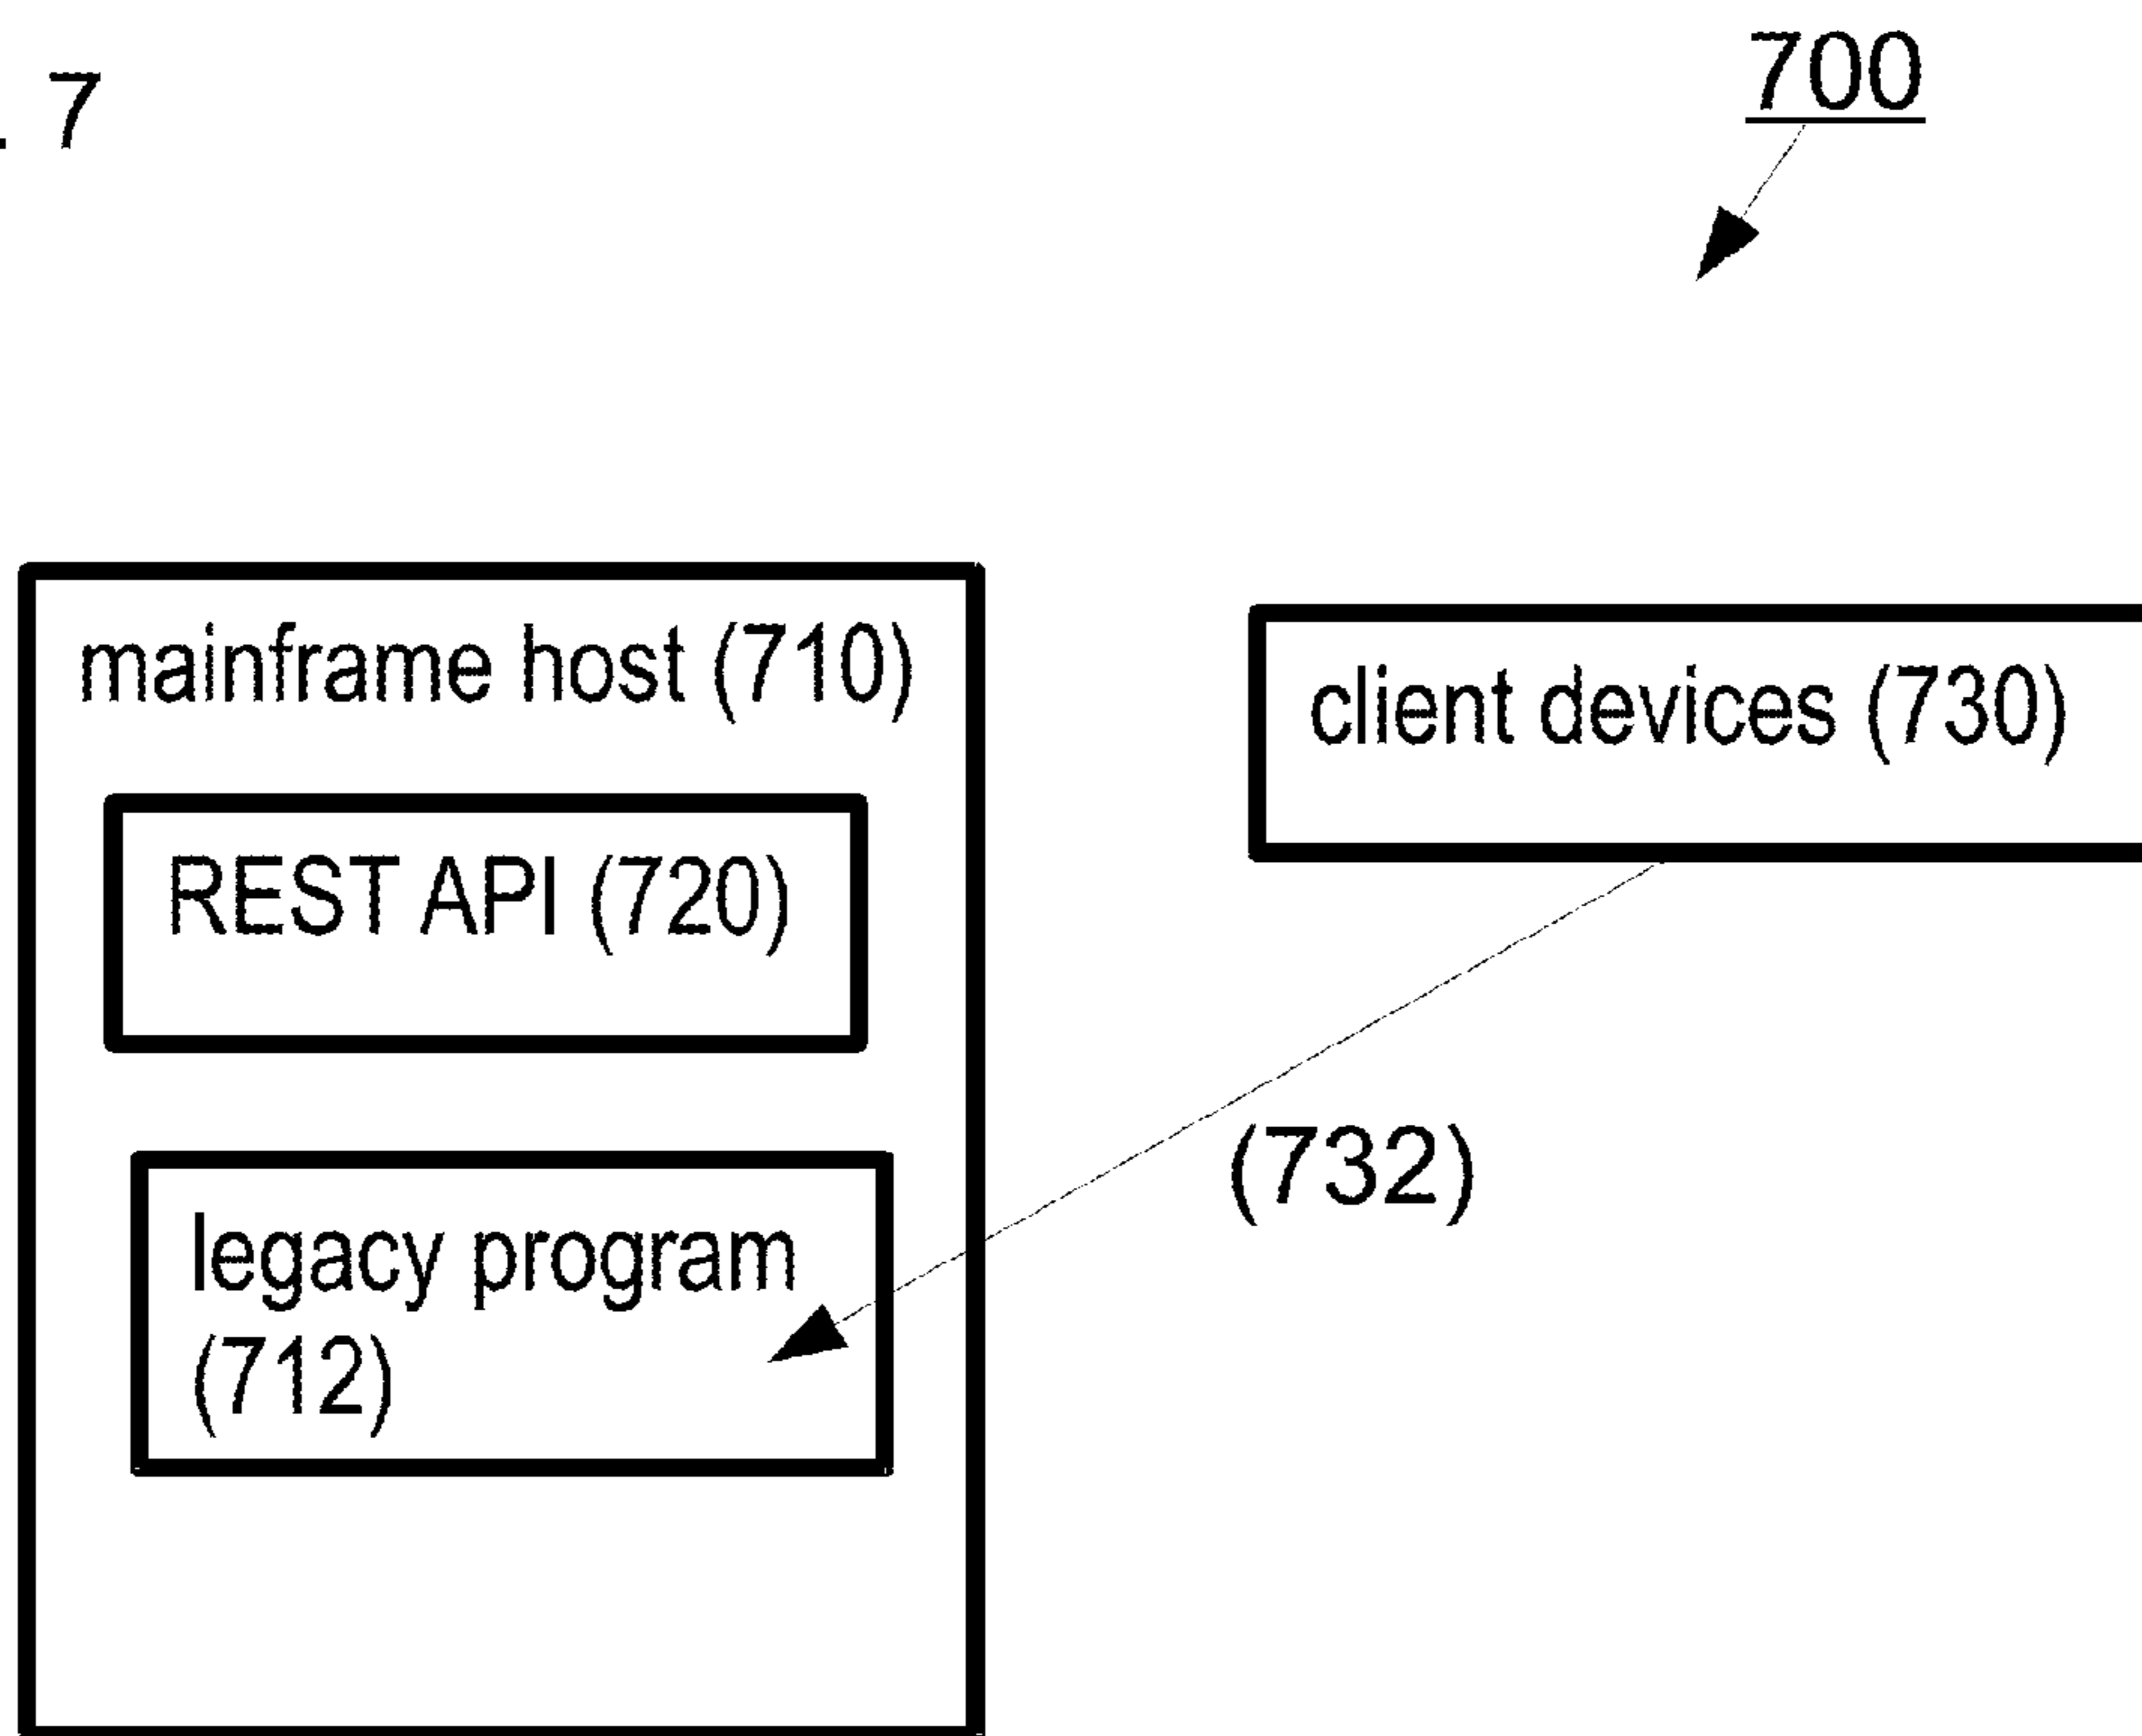 . 7
700
mainframe host (710)
client devices (730)
REST API (720)
(732)
legacy program
(712)